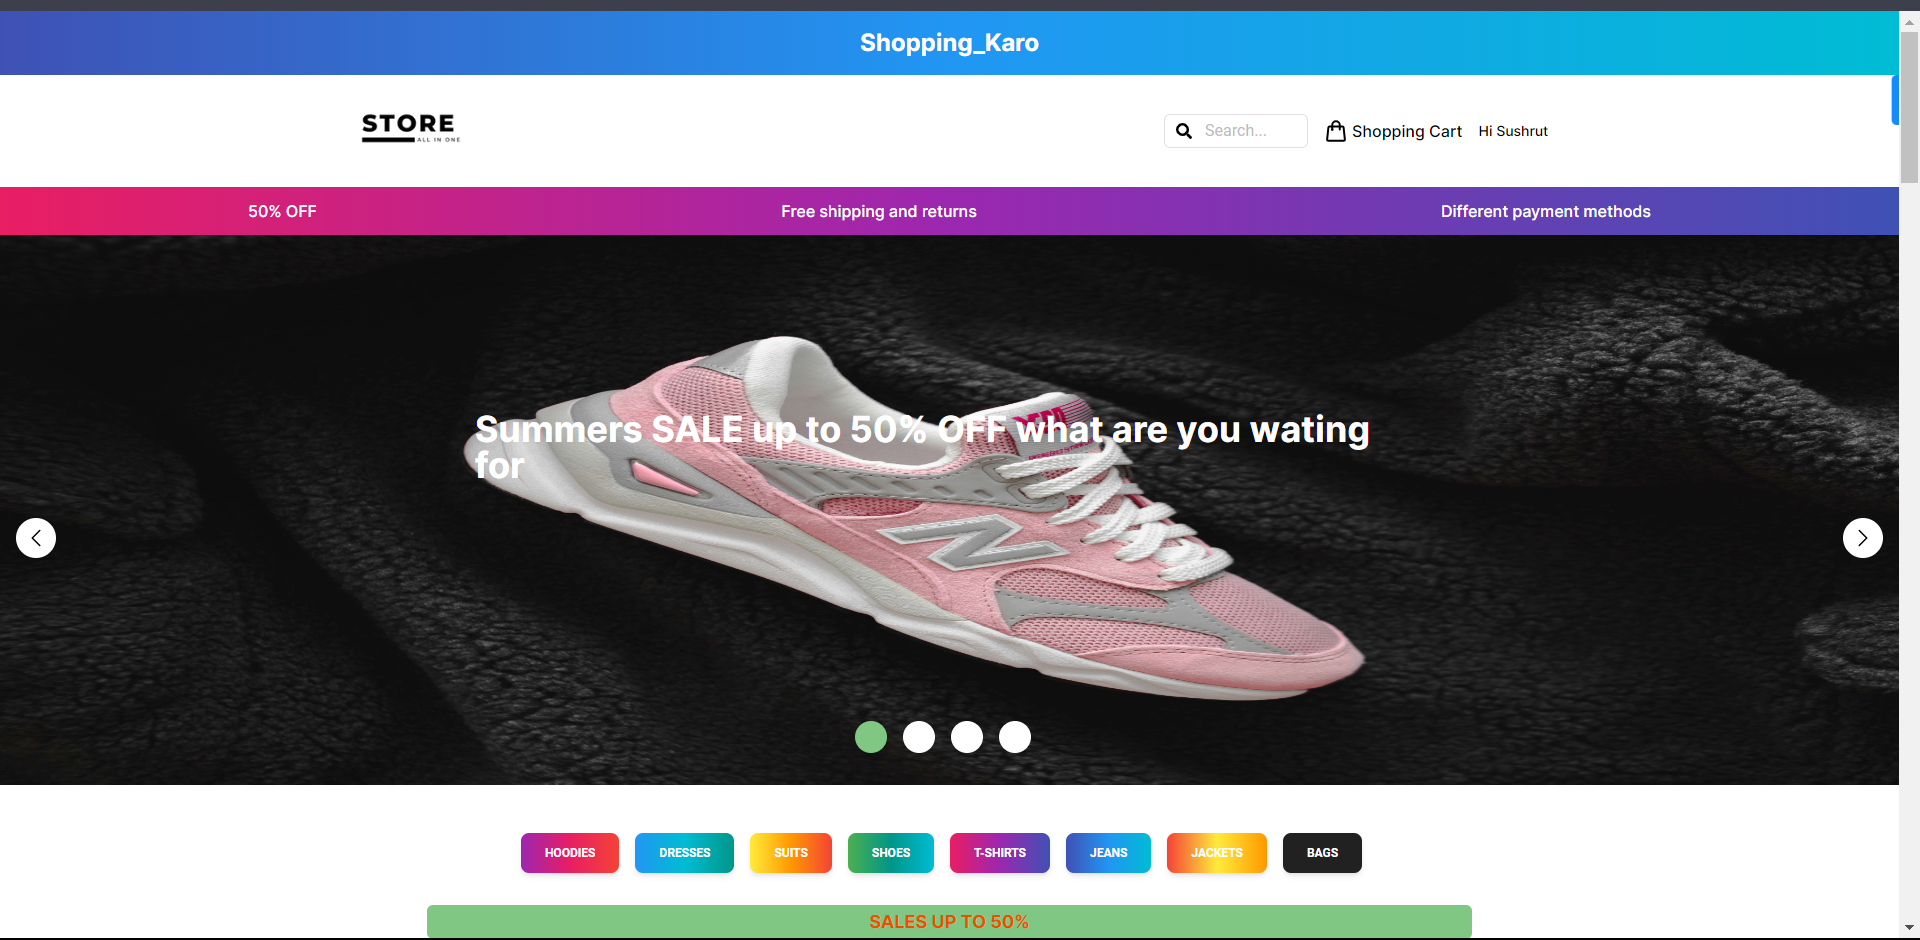 Shopping_Karo
STORE
ALL IN ONE
Search...
Shopping Cart
Hi Sushrut
50% OFF
Free shipping and returns
Different payment methods
Summers SALE up to 50% OFF what are you wating
for
N
HOODIES
DRESSES
SUITS
SHOES
T-SHIRTS
JEANS
JACKETS
BAGS
SALES UP TO 50%